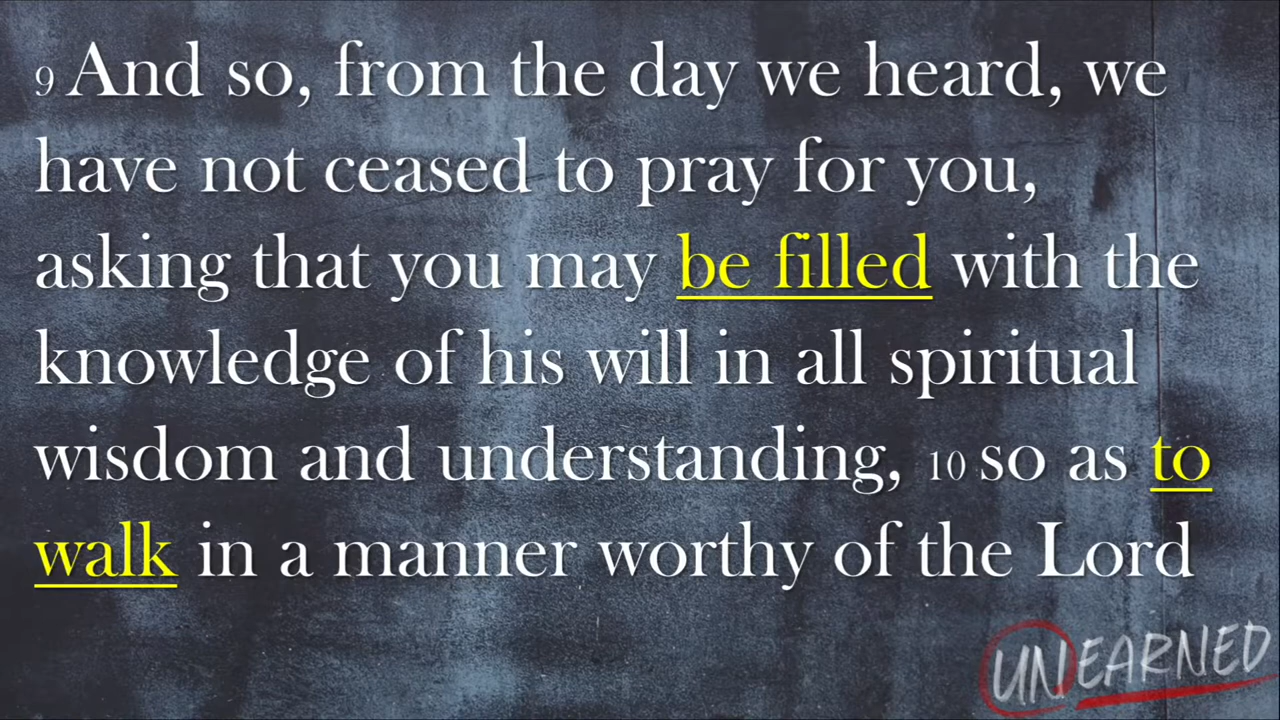 9 And so, from the day we heard, we
have not ceased to pray for you,
asking that you may be filled with the
knowledge of his will in all spiritual
wisdom and understanding, 10 so as to
walk in a manner worthy of the Lord
UNEARNED